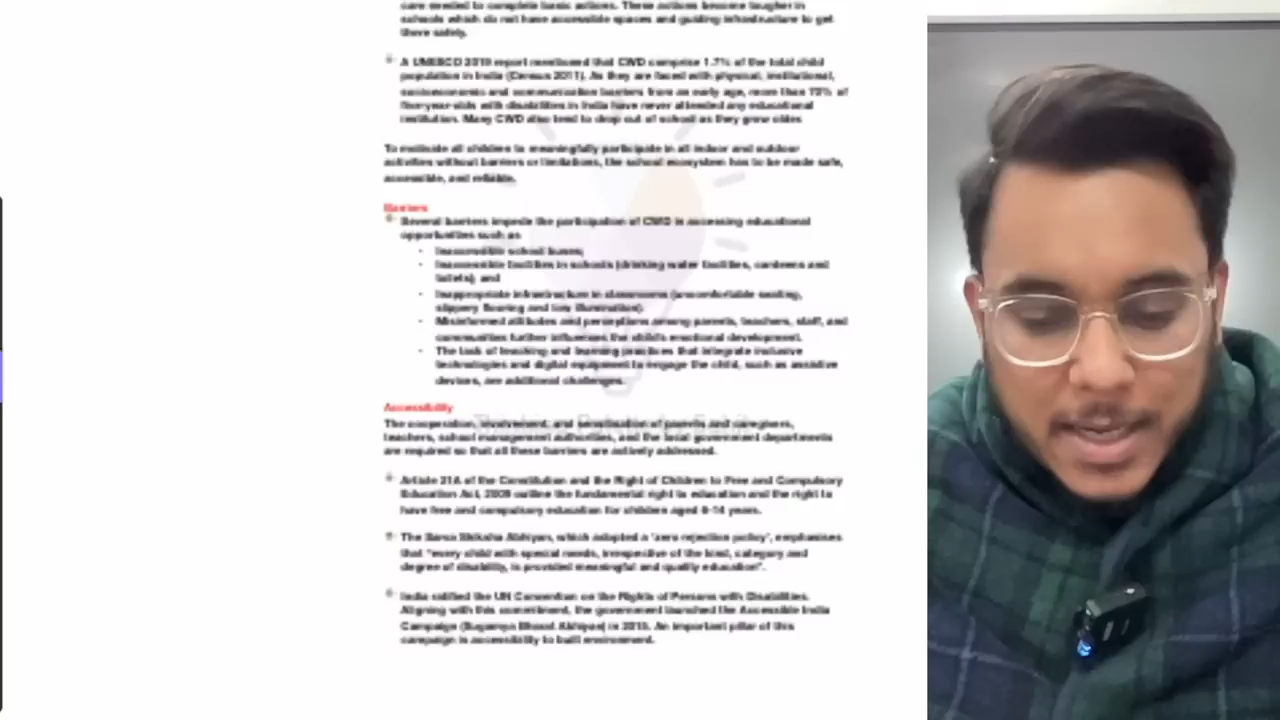 care needed to complete basic actions. These actions become tougher in
schools which do not have accessible spaces and guiding infrastructure to get
there safely.
A UNESCO 2019 report mentioned that CWD comprise 1.7% of the total child
population in India (Census 2011). As they are faced with physical, institutional,
socioeconomic and communication barriers from an early age, more than 70% of
five-year-olds with disabilities in India have never attended any educational
institution. Many CWD also tend to drop out of school as they grow older
To motivate all children to meaningfully participate in all indoor and outdoor
activities without barriers or limitations, the school ecosystem has to be made safe,
accessible, and reliable.
Barriers
Several barriers impede the participation of CWD in accessing educational
opportunities such as
Inaccessible school buses;
Inaccessible facilities in schools (drinking water facilities, canteens and
toilets); and
Inappropriate infrastructure in classrooms (uncomfortable seating,
slippery flooring and low illumination).
Misinformed attitudes and perceptions among parents, teachers, staff, and
communities further influences the child's emotional development.
The lack of teaching and learning practices that integrate inclusive
technologies and digital equipment to engage the child, such as assistive
devices, are additional challenges.
Accessibility
The cooperation, involvement, and sensitisation of parents and caregivers,
teachers, school management authorities, and the local government departments
are required so that all these barriers are actively addressed.
Article 21A of the Constitution and the Right of Children to Free and Compulsory
Education Act, 2009 outline the fundamental right to education and the right to
have free and compulsory education for children aged 6-14 years.
The Sarva Shiksha Abhiyan, which adopted a 'zero rejection policy', emphasises
that "every child with special needs, irrespective of the kind, category and
degree of disability, is provided meaningful and quality education".
India ratified the UN Convention on the Rights of Persons with Disabilities.
Aligning with this commitment, the government launched the Accessible India
Campaign (Sugamya Bharat Abhiyan) in 2015. An important pillar of this
campaign is accessibility to built environment.